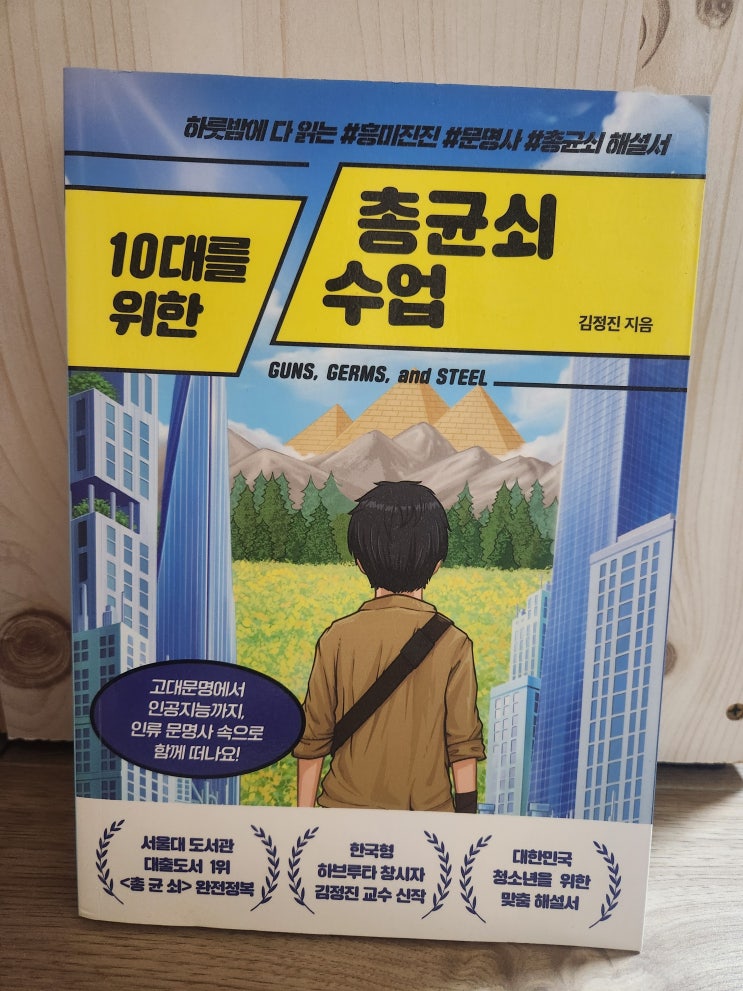 하룻밤에 다 읽는 #흥미진진 #문명사 #총균쇠 해설서
10대를
위한
총균쇠
수업
김정진 지음
GUNS, GERMS, and STEEL
고대문명에서
인공지능까지,
인류 문명사 속으로
함께 떠나요!
서울대 도서관
대출도서 1위
<총 균 쇠> 완전정복
한국형
하브루타 창시자
김정진 교수 신작
대한민국
청소년을 위한
맞춤 해설서